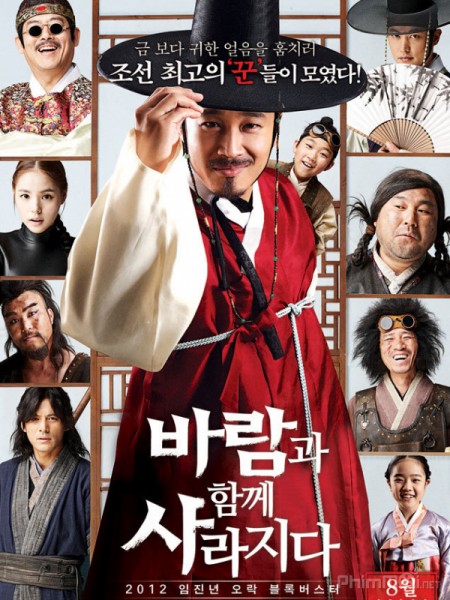 금 보다 귀한 얼음을 훔치러
조선 최고의 '꾼'들이 모였다!
바람과
함께
사라지다
2012 임진년 오락 블록버스터
8월